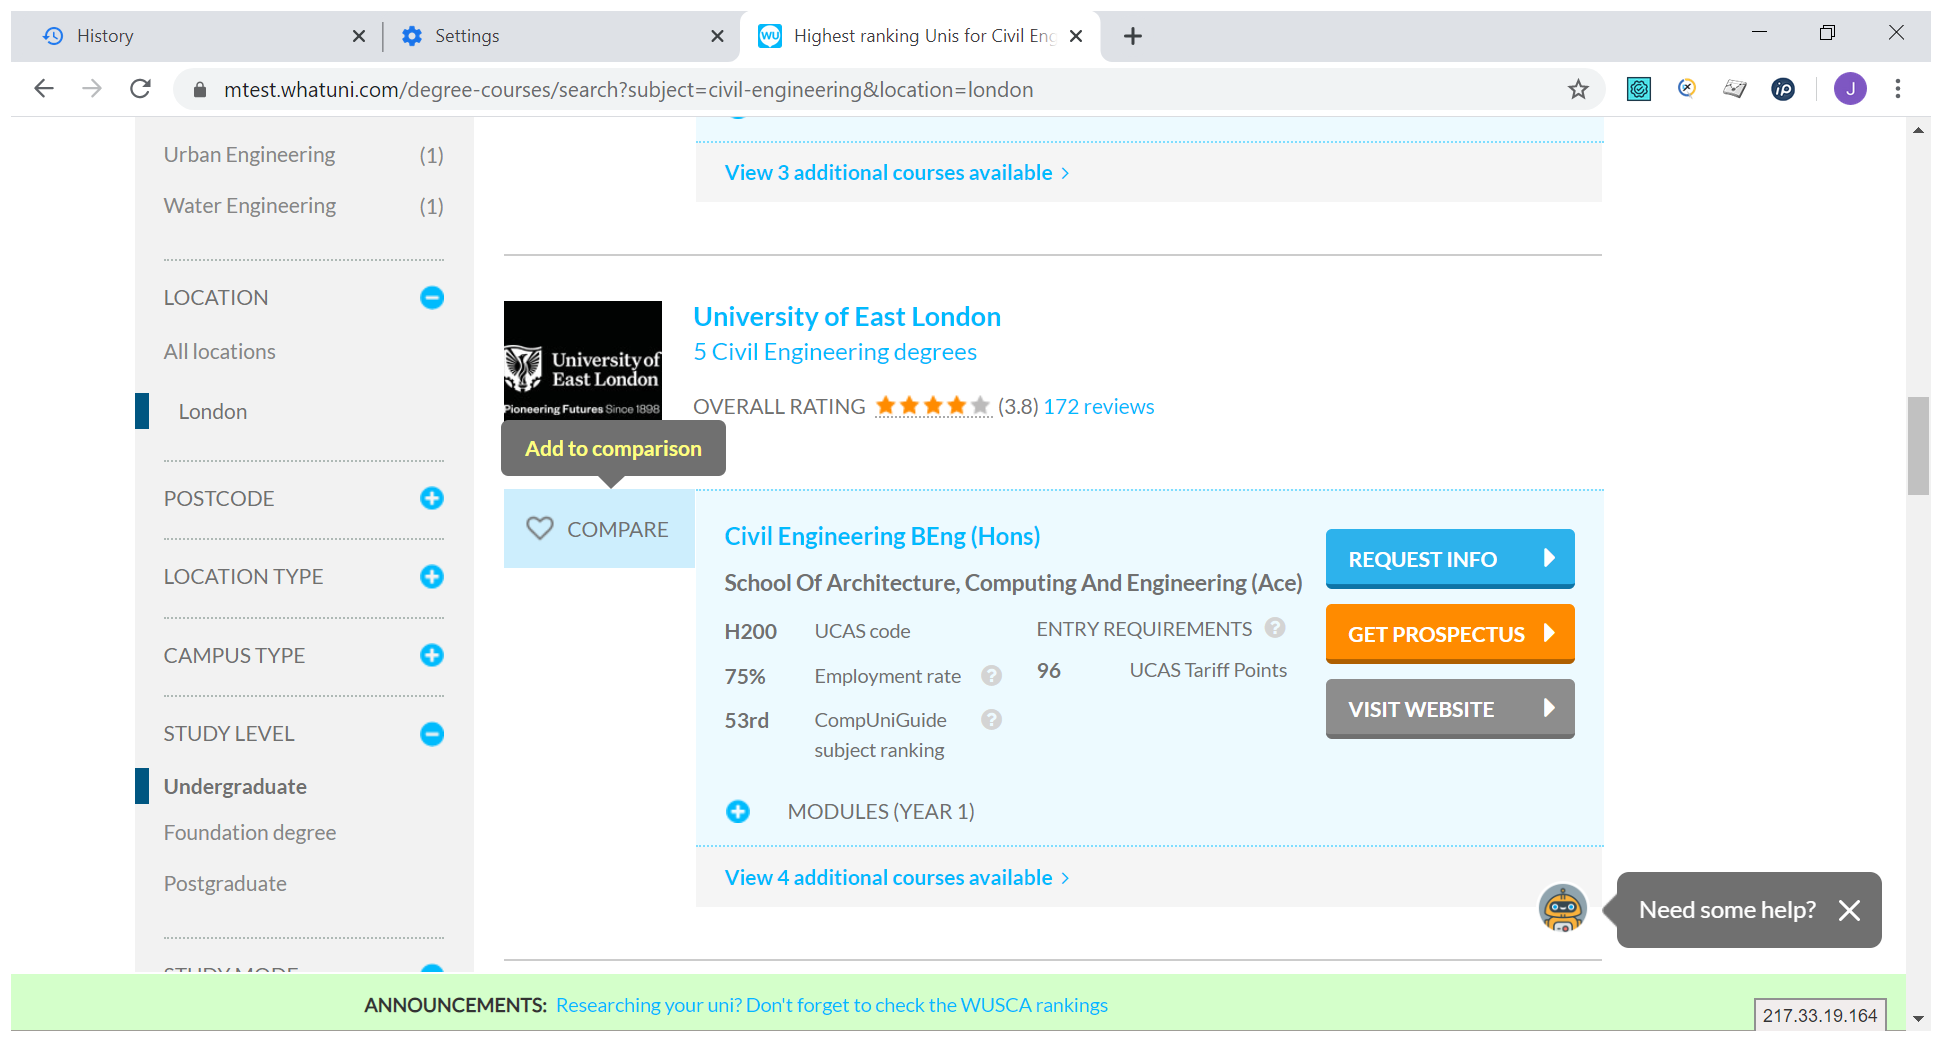 History
Settings
Highest ranking Unis for Civil Eng
mtest.whatuni.com/degree-courses/search?subject=civil-engineering&location=london
J
Urban Engineering (1)
Water Engineering (1)
LOCATION
All locations
London
POSTCODE
LOCATION TYPE
CAMPUS TYPE
STUDY LEVEL
Undergraduate
Foundation degree
Postgraduate
STUDY MODE
View 3 additional courses available >
University of
East London
Pioneering Futures Since 1898
University of East London
5 Civil Engineering degrees
OVERALL RATING (3.8) 172 reviews
Add to comparison
COMPARE
Civil Engineering BEng (Hons)
School Of Architecture, Computing And Engineering (Ace)
H200 UCAS code
75% Employment rate ?
53rd CompUniGuide ?
subject ranking
ENTRY REQUIREMENTS ?
96 UCAS Tariff Points
REQUEST INFO
GET PROSPECTUS
VISIT WEBSITE
MODULES (YEAR 1)
View 4 additional courses available >
Need some help?
ANNOUNCEMENTS: Researching your uni? Don't forget to check the WUSCA rankings
217.33.19.164
WU
ip